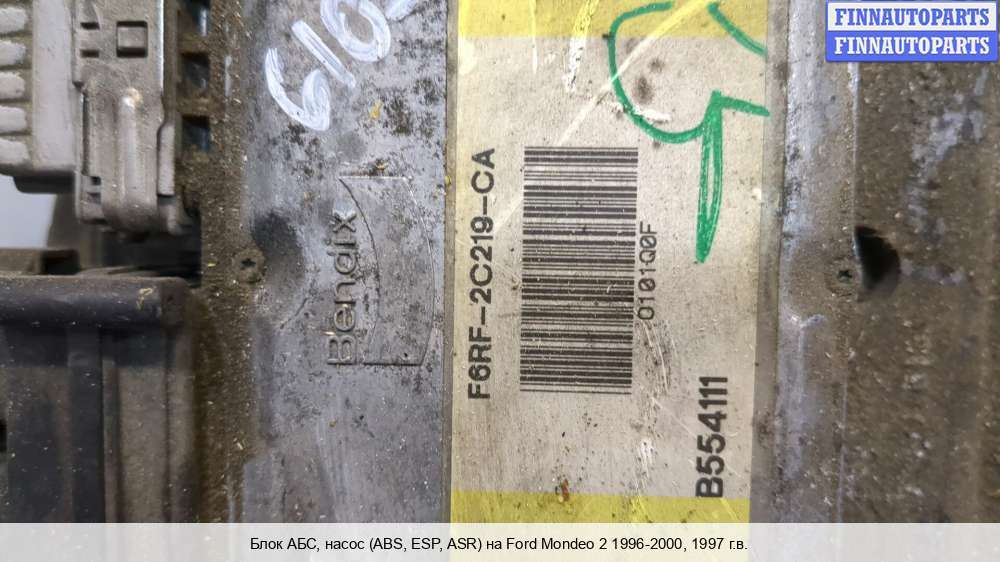 FINNAUTOPARTS
FINNAUTOPARTS
Bendix
F6RF-2C219-CA
0101Q0F
B554111
Блок АБС, насос (ABS, ESP, ASR) на Ford Mondeo 2 1996-2000, 1997 г.в.